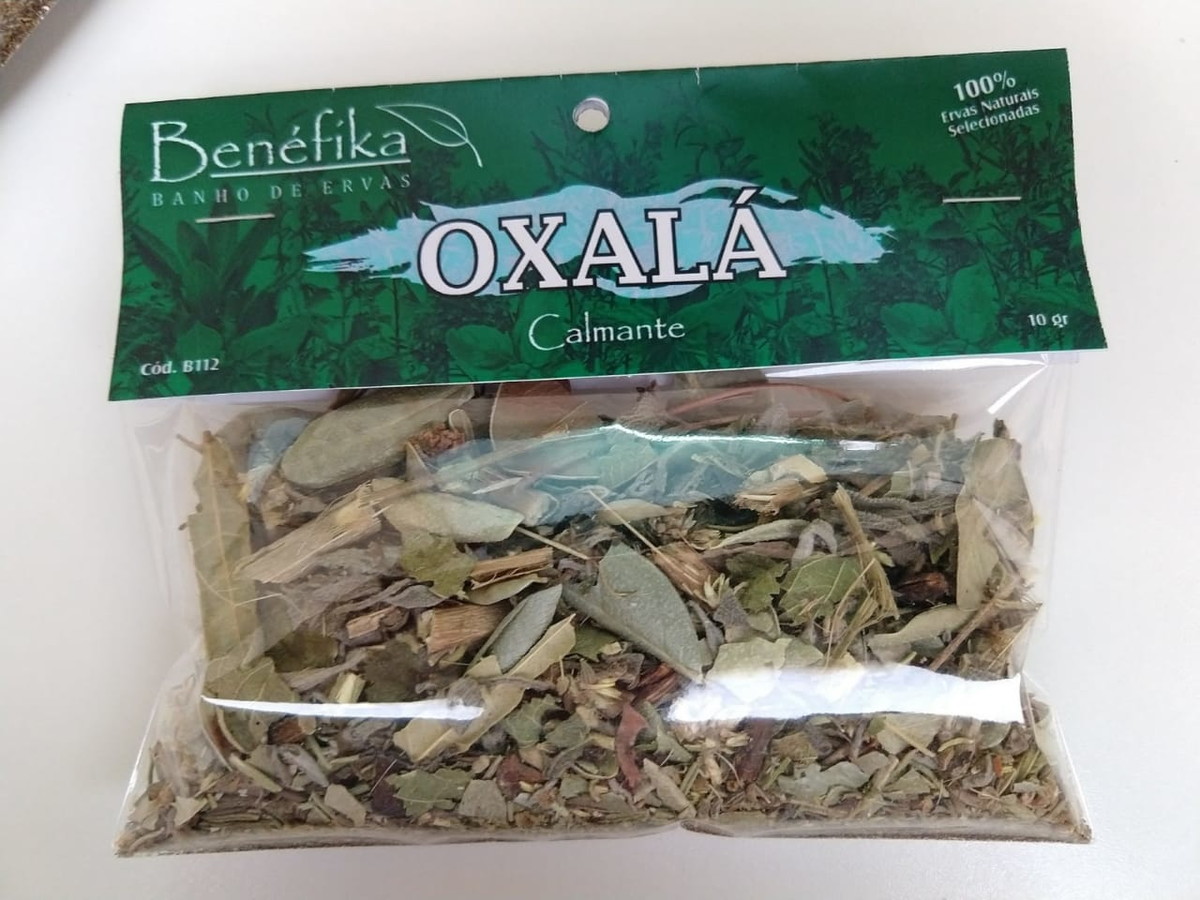 Benéfika
BANHO DE ERVAS
100%
Ervas Naturais
Selecionadas
OXALÁ
Calmante
Cód. B112
10 gr